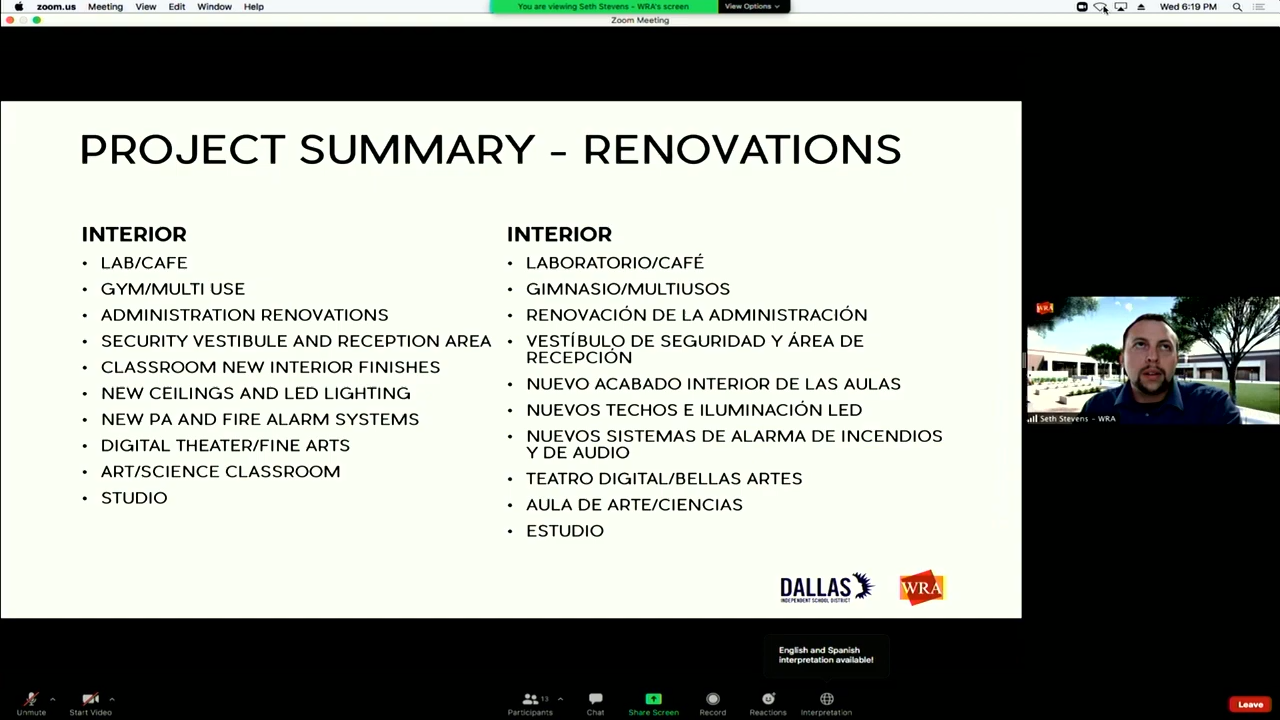 zoom.us Meeting View Edit Window Help
You are viewing Seth Stevens - WRA's screen
View Options
Wed 6:19 PM
Zoom Meeting
PROJECT SUMMARY - RENOVATIONS
INTERIOR
• LAB/CAFE
• GYM/MULTI USE
• ADMINISTRATION RENOVATIONS
• SECURITY VESTIBULE AND RECEPTION AREA
• CLASSROOM NEW INTERIOR FINISHES
• NEW CEILINGS AND LED LIGHTING
• NEW PA AND FIRE ALARM SYSTEMS
• DIGITAL THEATER/FINE ARTS
• ART/SCIENCE CLASSROOM
• STUDIO
INTERIOR
• LABORATORIO/CAFÉ
• GIMNASIO/MULTIUSOS
• RENOVACIÓN DE LA ADMINISTRACIÓN
• VESTÍBULO DE SEGURIDAD Y ÁREA DE
RECEPCIÓN
• NUEVO ACABADO INTERIOR DE LAS AULAS
• NUEVOS TECHOS E ILUMINACIÓN LED
• NUEVOS SISTEMAS DE ALARMA DE INCENDIOS
Y DE AUDIO
• TEATRO DIGITAL/BELLAS ARTES
• AULA DE ARTE/CIENCIAS
• ESTUDIO
DALLAS
INDEPENDENT SCHOOL DISTRICT
WRA
WRA
Seth Stevens - WRA
English and Spanish
interpretation available!
13
Unmute Start Video Participants Chat Share Screen Record Reactions Interpretation
Leave